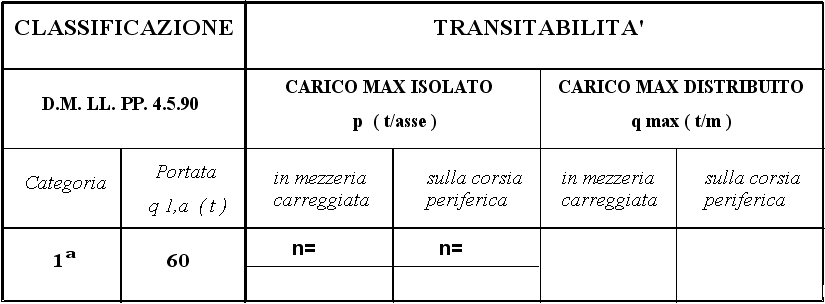 CLASSIFICAZIONE
TRANSITABILITA'
D.M. LL. PP. 4.5.90
CARICO MAX ISOLATO
p ( t/asse )
CARICO MAX DISTRIBUITO
q max ( t/m )
Categoria
Portata
q 1,a ( t )
in mezzeria
carreggiata
sulla corsia
periferica
in mezzeria
carreggiata
sulla corsia
periferica
1ª
60
n=
n=